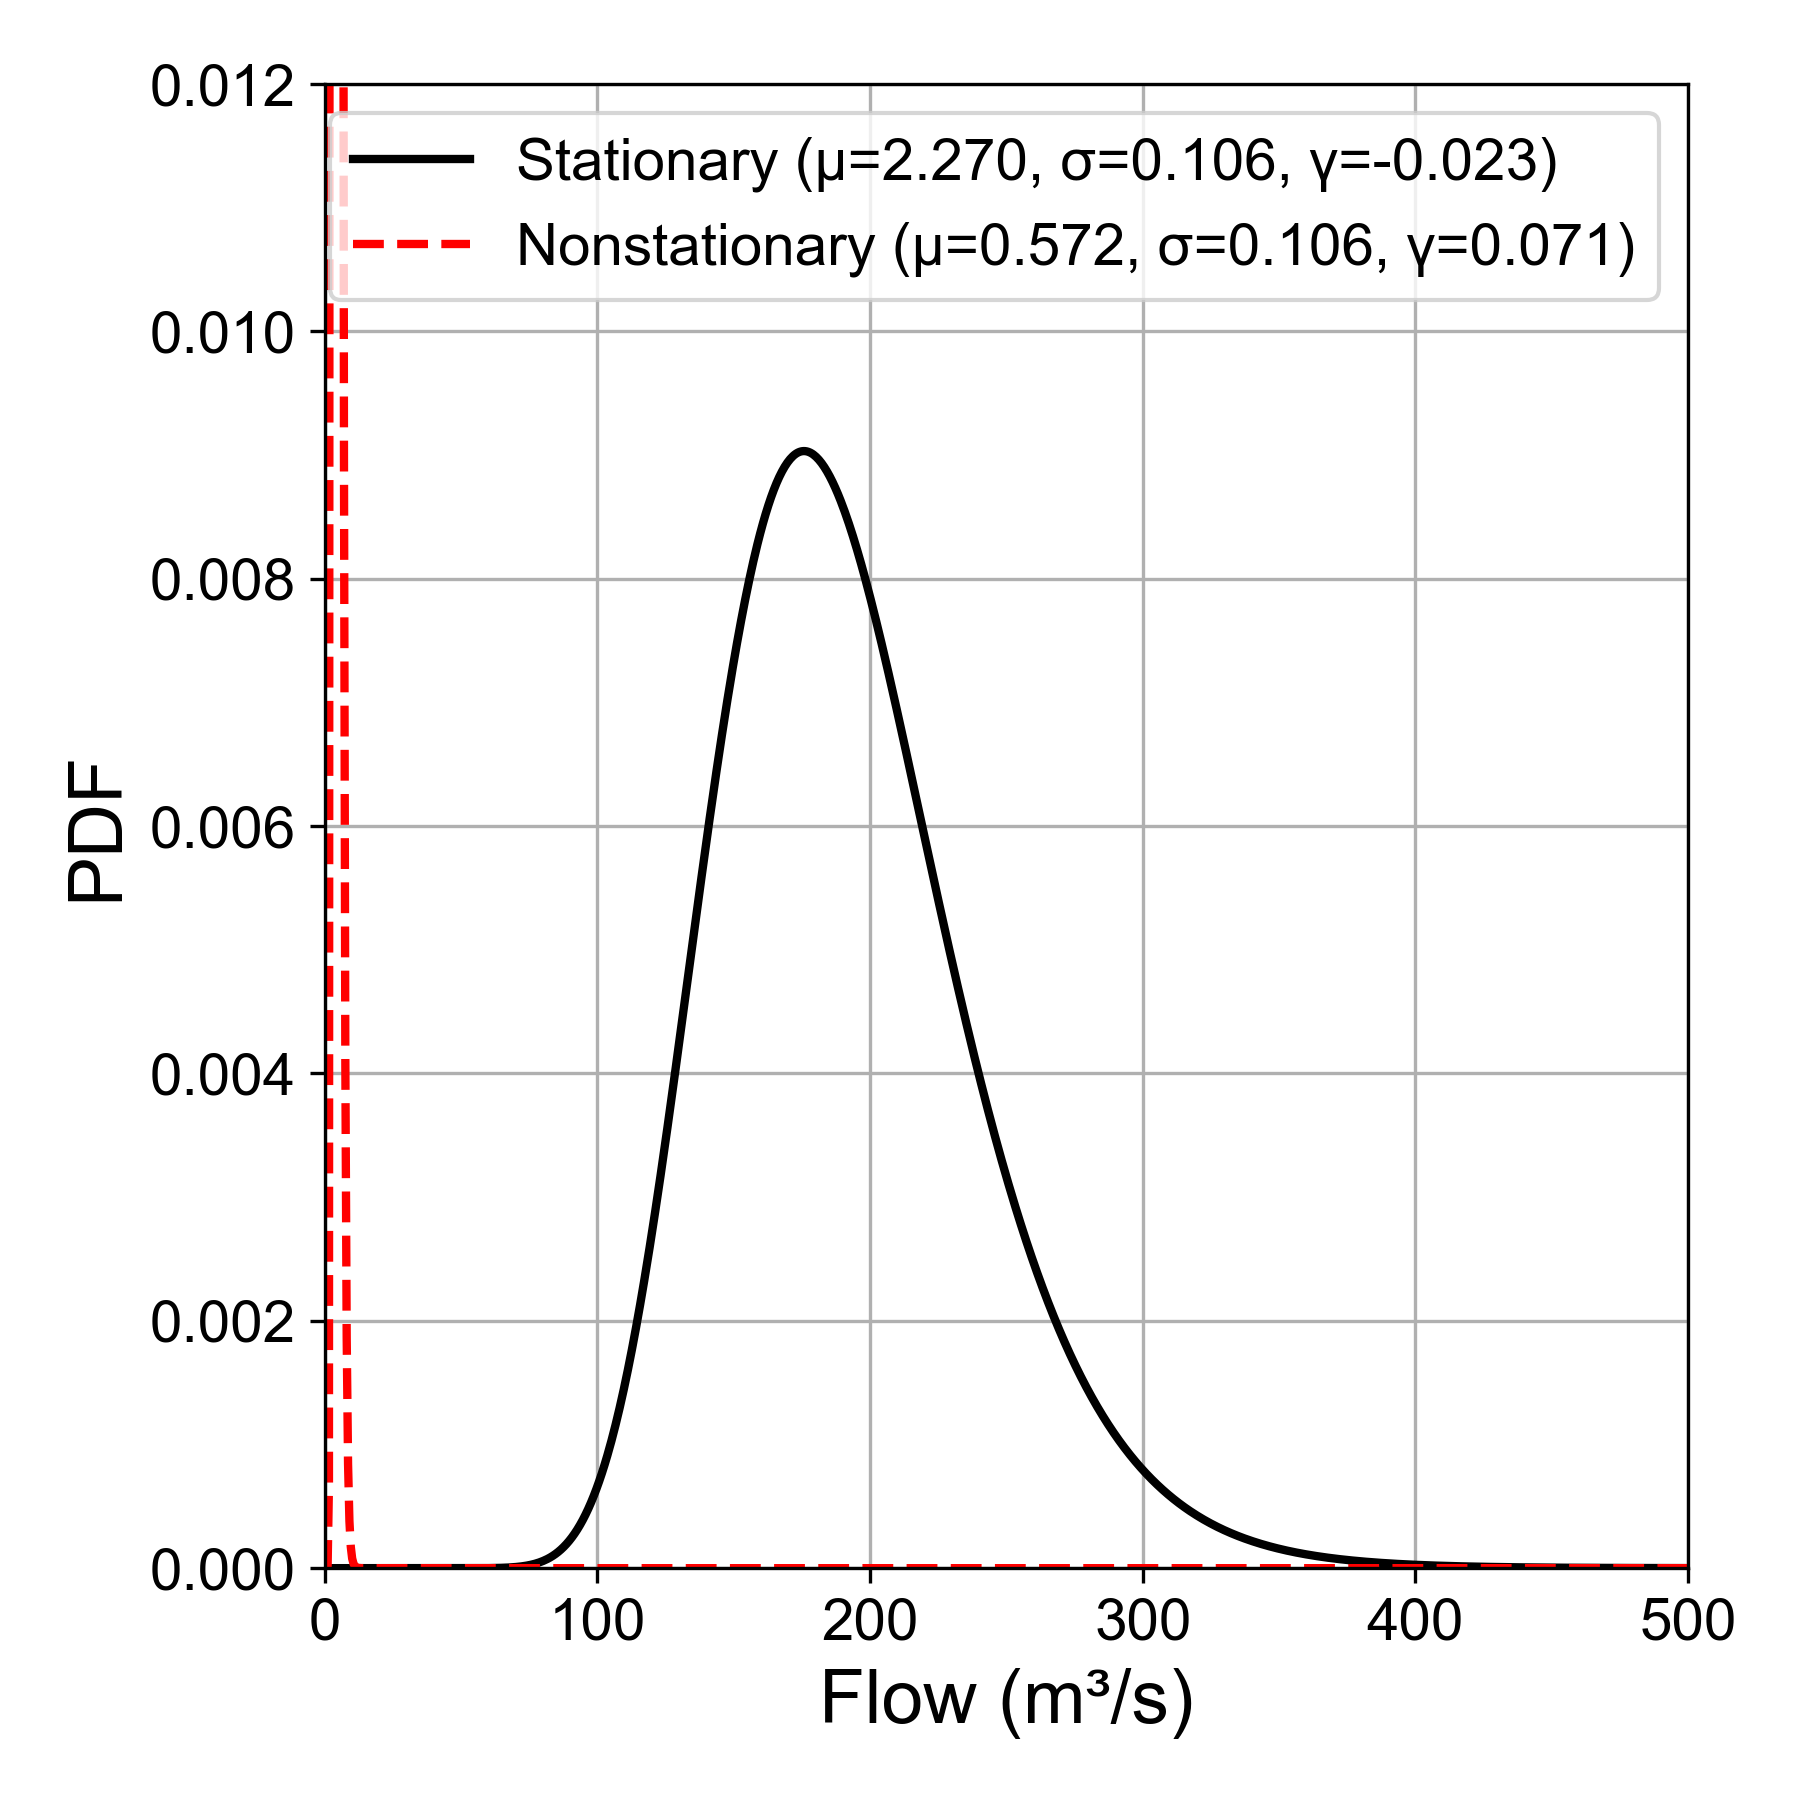 0.012
Stationary (μ=2.270, σ=0.106, γ=-0.023)
Nonstationary (μ=0.572, σ=0.106, γ=0.071)
0.010
0.008
0.006
0.004
0.002
0.000
PDF
0 100 200 300 400 500
Flow (m³/s)